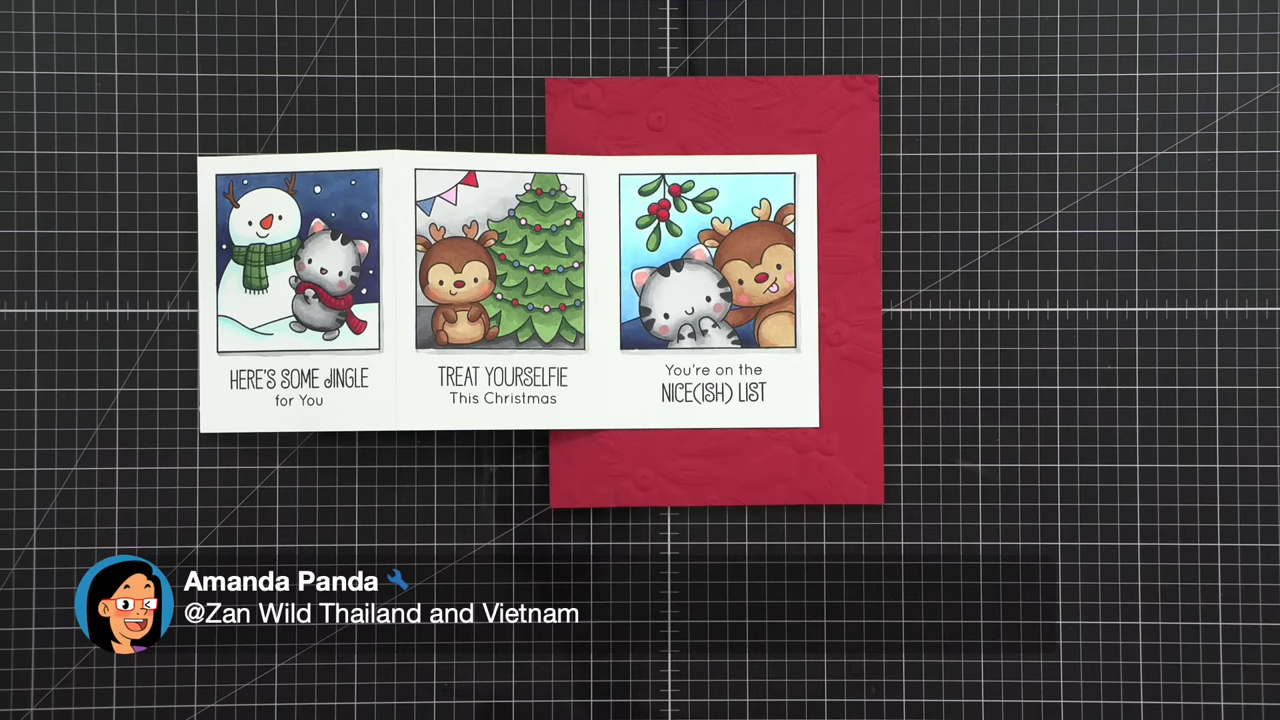 HERE'S SOME JINGLE
for You
TREAT YOURSELFIE
This Christmas
You're on the
NICE(ISH) LIST
Amanda Panda
@Zan Wild Thailand and Vietnam